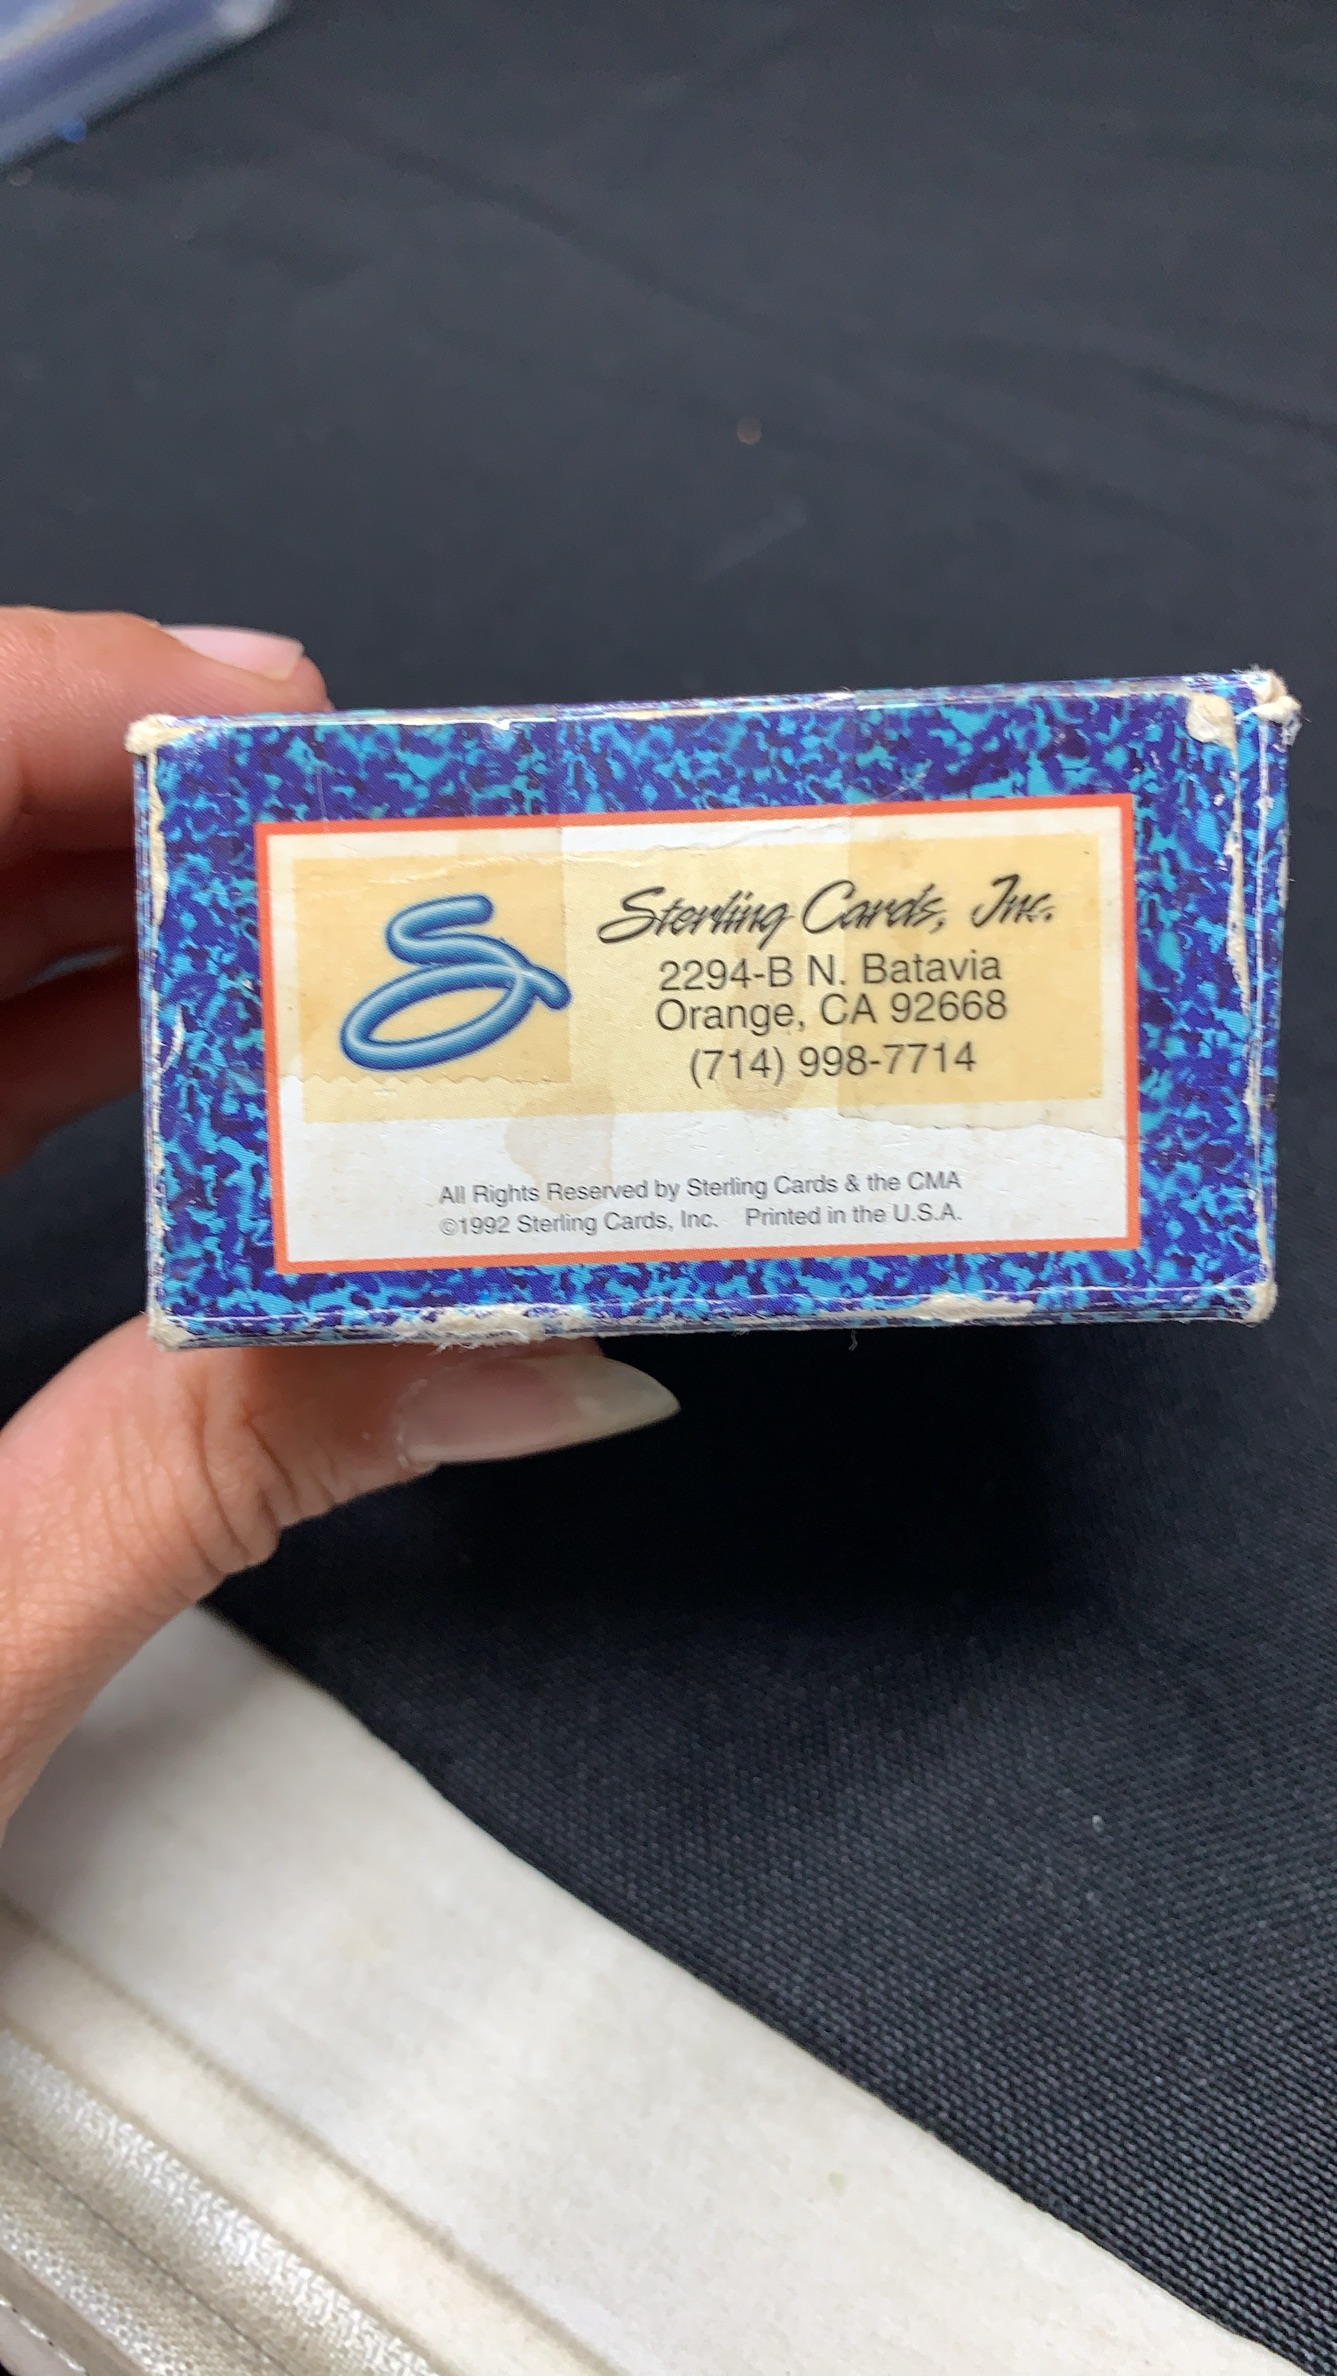 Sterling Cards, Inc.
2294-B N. Batavia
Orange, CA 92668
(714) 998-7714
All Rights Reserved by Sterling Cards & the CMA
©1992 Sterling Cards, Inc. Printed in the U.S.A.